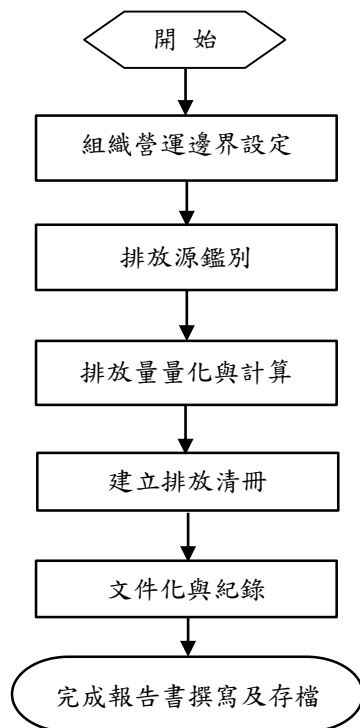 開 始
組織營運邊界設定
排放源鑑別
排放量量化與計算
建立排放清冊
文件化與紀錄
完成報告書撰寫及存檔